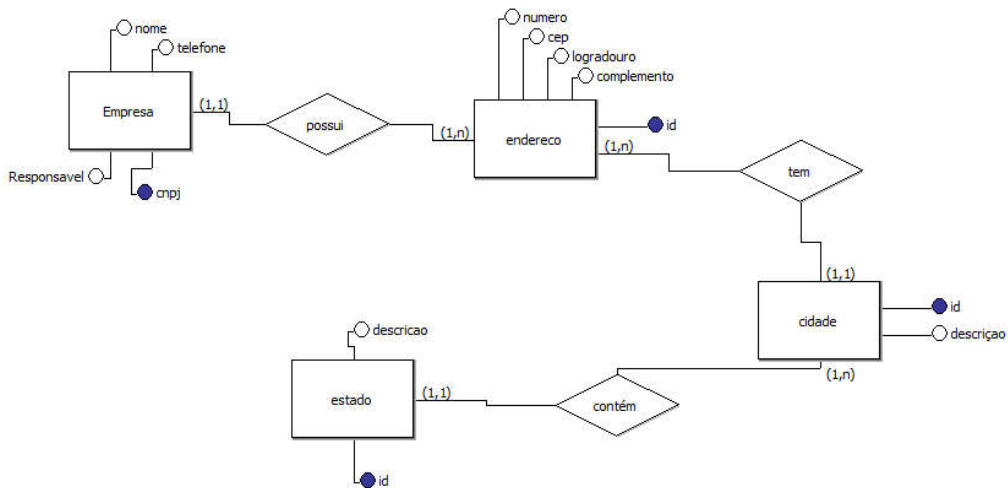 nome
telefone
Empresa
Responsavel
cnpj
(1,1)
possui
(1,n)
numero
cep
logradouro
complemento
endereco
id
(1,n)
tem
(1,1)
cidade
id
descriçao
(1,n)
contém
(1,1)
descricao
estado
id